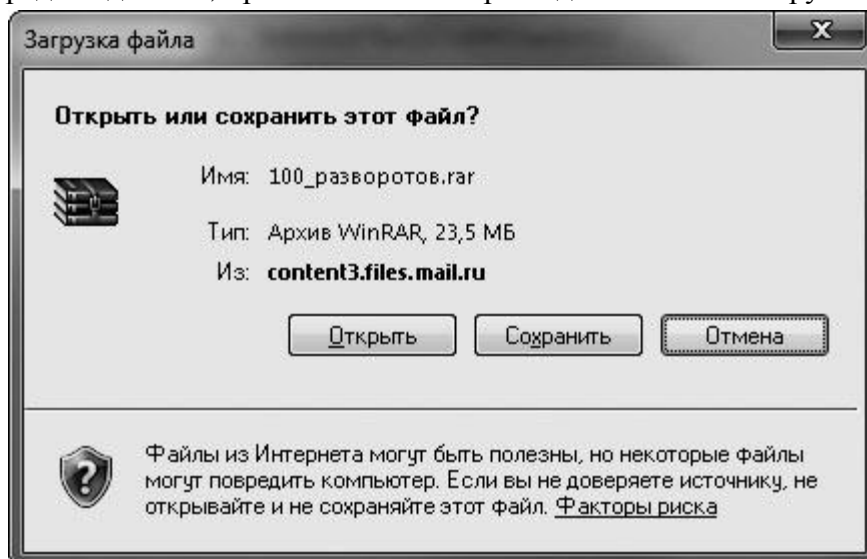 Загрузка файла
Открыть или сохранить этот файл?
Имя: 100_разворотов.rar
Тип: Архив WinRAR, 23,5 МБ
Из: content3.files.mail.ru
Открыть Сохранить Отмена
Файлы из Интернета могут быть полезны, но некоторые файлы
могут повредить компьютер. Если вы не доверяете источнику, не
открывайте и не сохраняйте этот файл. Факторы риска